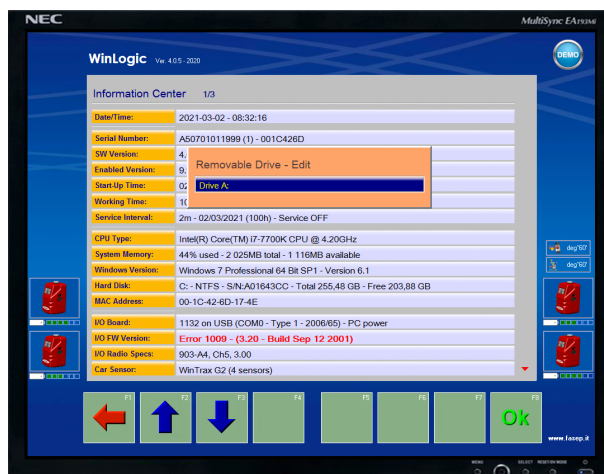 NEC MultiSync EA193Mi
WinLogic Ver. 4.0.5 - 2020 DEMO
Information Center 1/3
Date/Time: 2021-03-02 - 08:32:16
Serial Number: A50701011999 (1) - 001C426D
SW Version: 4.
Removable Drive - Edit
Enabled Version: 9.
Start-Up Time: 02
Drive A:
Working Time: 10
Service Interval: 2m - 02/03/2021 (100h) - Service OFF
CPU Type: Intel(R) Core(TM) i7-7700K CPU @ 4.20GHz
System Memory: 44% used - 2 025MB total - 1 116MB available
deg'60'
Windows Version: Windows 7 Professional 64 Bit SP1 - Version 6.1
deg'60'
Hard Disk: C: - NTFS - S/N:A01643CC - Total 255,48 GB - Free 203,88 GB
MAC Address: 00-1C-42-6D-17-4E
I/O Board: 1132 on USB (COM0 - Type 1 - 2006/65) - PC power
I/O FW Version: Error 1009 - (3.20 - Build Sep 12 2001)
I/O Radio Specs: 903-A4, Ch5, 3.00
Car Sensor: WinTrax G2 (4 sensors)
F1 F2 F3 F4 F5 F6 F7 F8
Ok
www.fasep.it
MENU SELECT RESET/DV MODE